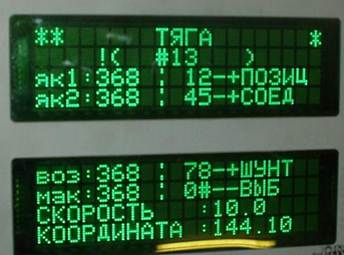 ** ТЯГА *
!( #13 )
як1:368 ¦ 12-+ПОЗИЦ
як2:368 ¦ 45-+СОЕД
воз:368 ¦ 78-+ШУНТ
мак:368 ¦ 0#--ВЫБ
СКОРОСТЬ :10.0
КООРДИНАТА :144.10